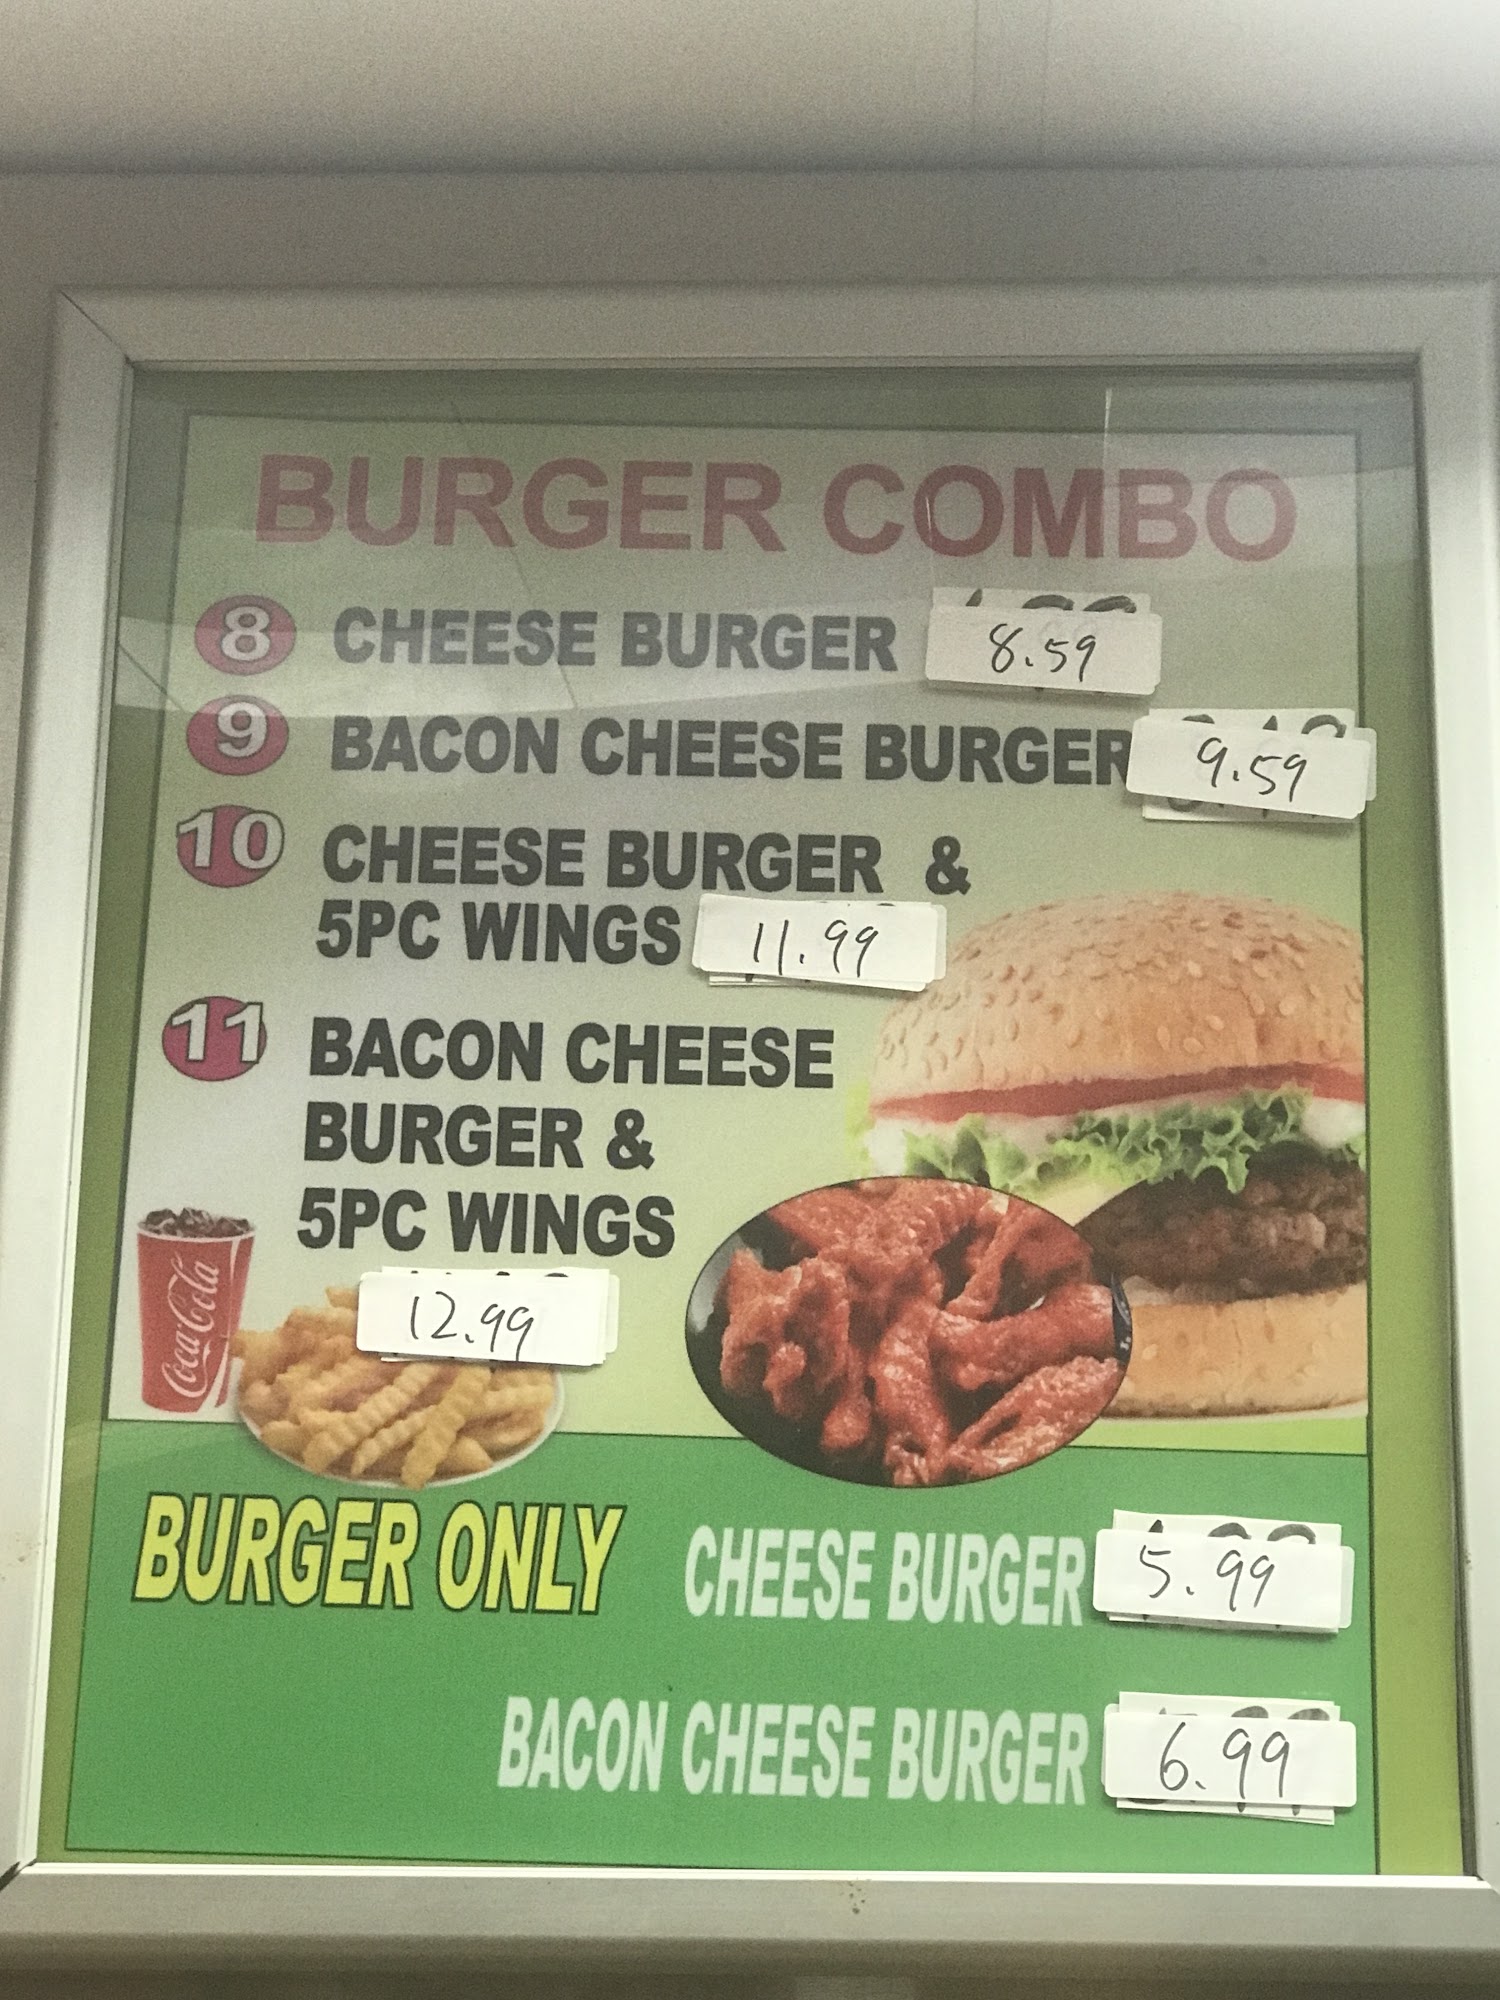 BURGER COMBO
8 CHEESE BURGER 8.59
9 BACON CHEESE BURGER 9.59
10 CHEESE BURGER &
5PC WINGS 11.99
11 BACON CHEESE
BURGER &
5PC WINGS
12.99
Coca-Cola
BURGER ONLY CHEESE BURGER 5.99
BACON CHEESE BURGER 6.99